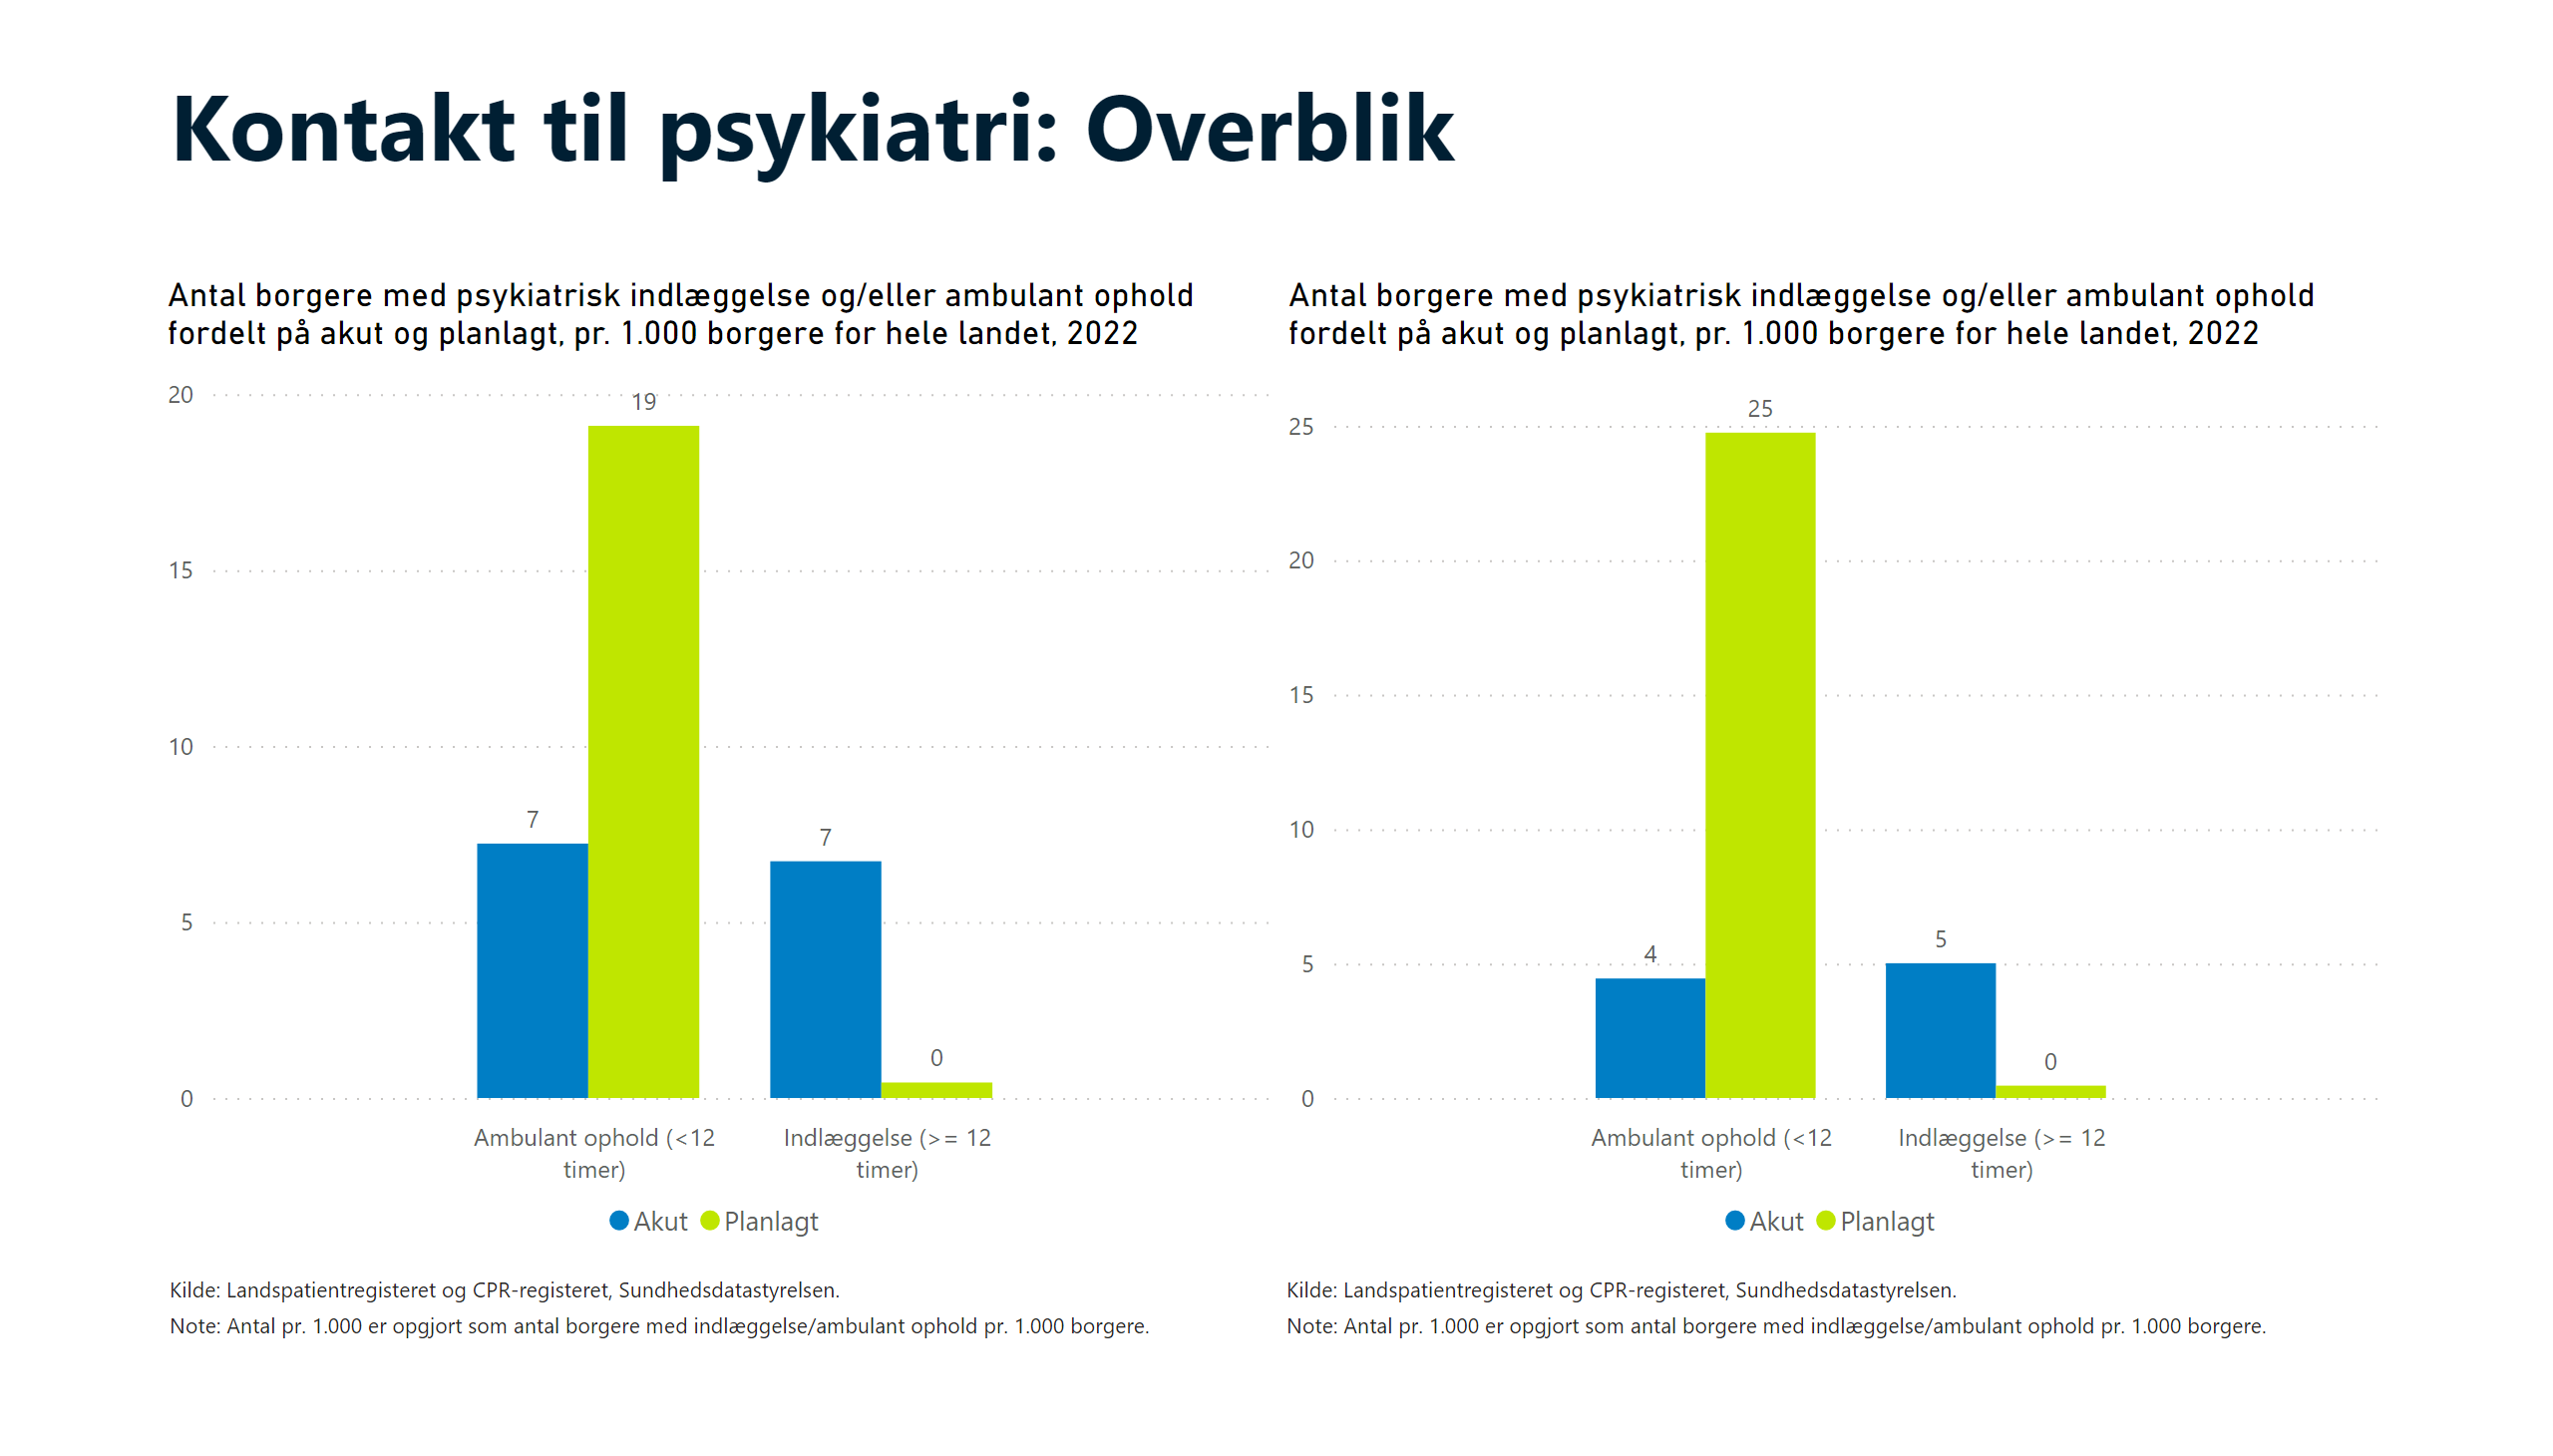 Kontakt til psykiatri: Overblik
Antal borgere med psykiatrisk indlæggelse og/eller ambulant ophold
fordelt på akut og planlagt, pr. 1.000 borgere for hele landet, 2022
20
15
10
5
0
19
7
7
0
Ambulant ophold (<12
timer)
Indlæggelse (>= 12
timer)
Akut Planlagt
Kilde: Landspatientregisteret og CPR-registeret, Sundhedsdatastyrelsen.
Note: Antal pr. 1.000 er opgjort som antal borgere med indlæggelse/ambulant ophold pr. 1.000 borgere.
Antal borgere med psykiatrisk indlæggelse og/eller ambulant ophold
fordelt på akut og planlagt, pr. 1.000 borgere for hele landet, 2022
25
20
15
10
5
0
25
4
5
0
Ambulant ophold (<12
timer)
Indlæggelse (>= 12
timer)
Akut Planlagt
Kilde: Landspatientregisteret og CPR-registeret, Sundhedsdatastyrelsen.
Note: Antal pr. 1.000 er opgjort som antal borgere med indlæggelse/ambulant ophold pr. 1.000 borgere.